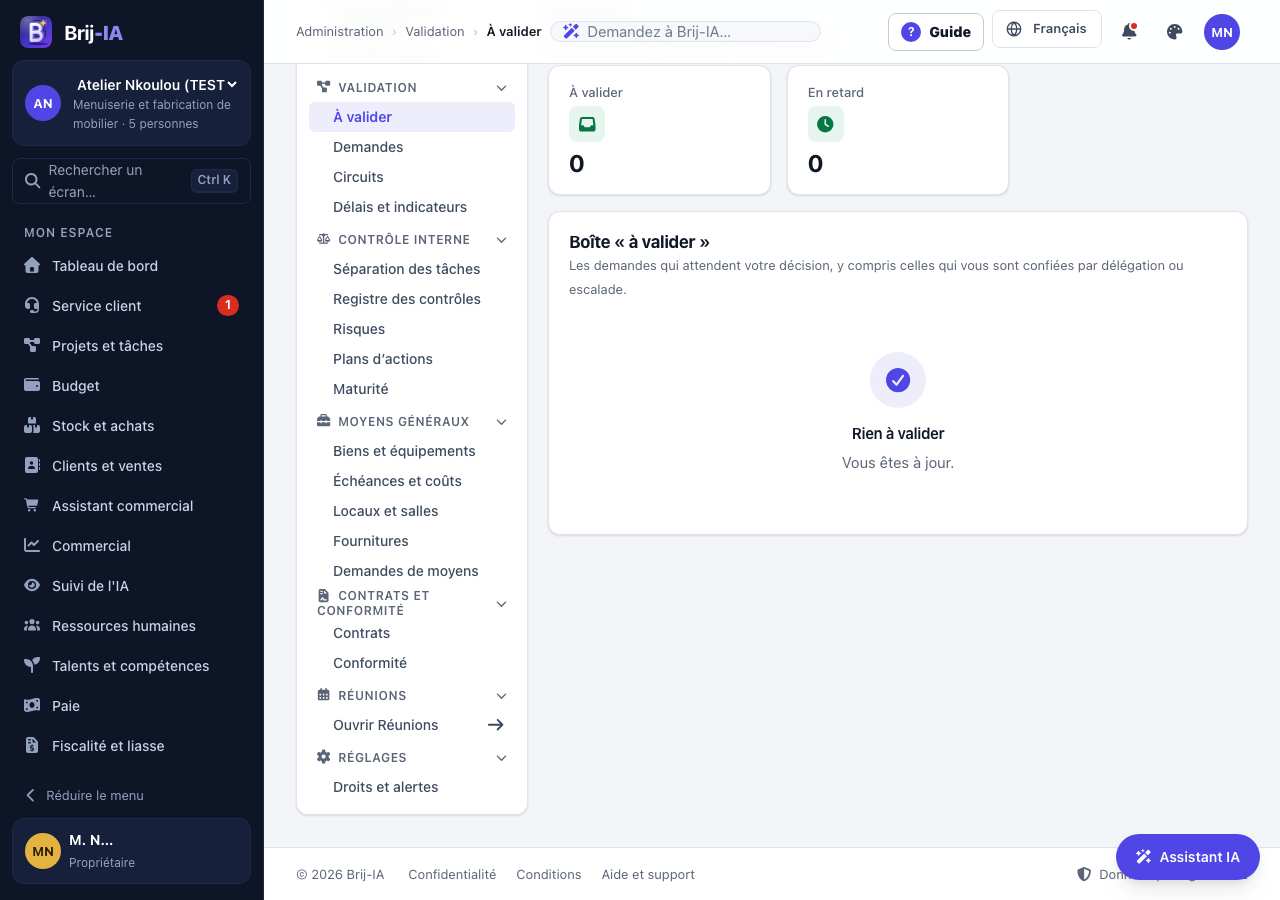 Brij-IA
AN
Atelier Nkoulou (TEST
Menuiserie et fabrication de
mobilier · 5 personnes
Rechercher un
écran...
Ctrl K
MON ESPACE
Tableau de bord
Service client
1
Projets et tâches
Budget
Stock et achats
Clients et ventes
Assistant commercial
Commercial
Suivi de l'IA
Ressources humaines
Talents et compétences
Paie
Fiscalité et liasse
Réduire le menu
MN
M. N...
Propriétaire
Administration › Validation › À valider
Demandez à Brij-IA...
? Guide
Français
MN
VALIDATION
À valider
Demandes
Circuits
Délais et indicateurs
CONTRÔLE INTERNE
Séparation des tâches
Registre des contrôles
Risques
Plans d’actions
Maturité
MOYENS GÉNÉRAUX
Biens et équipements
Échéances et coûts
Locaux et salles
Fournitures
Demandes de moyens
CONTRATS ET
CONFORMITÉ
Contrats
Conformité
RÉUNIONS
Ouvrir Réunions
RÉGLAGES
Droits et alertes
À valider
0
En retard
0
Boîte « à valider »
Les demandes qui attendent votre décision, y compris celles qui vous sont confiées par délégation ou
escalade.
Rien à valider
Vous êtes à jour.
© 2026 Brij-IA
Confidentialité
Conditions
Aide et support
Assistant IA